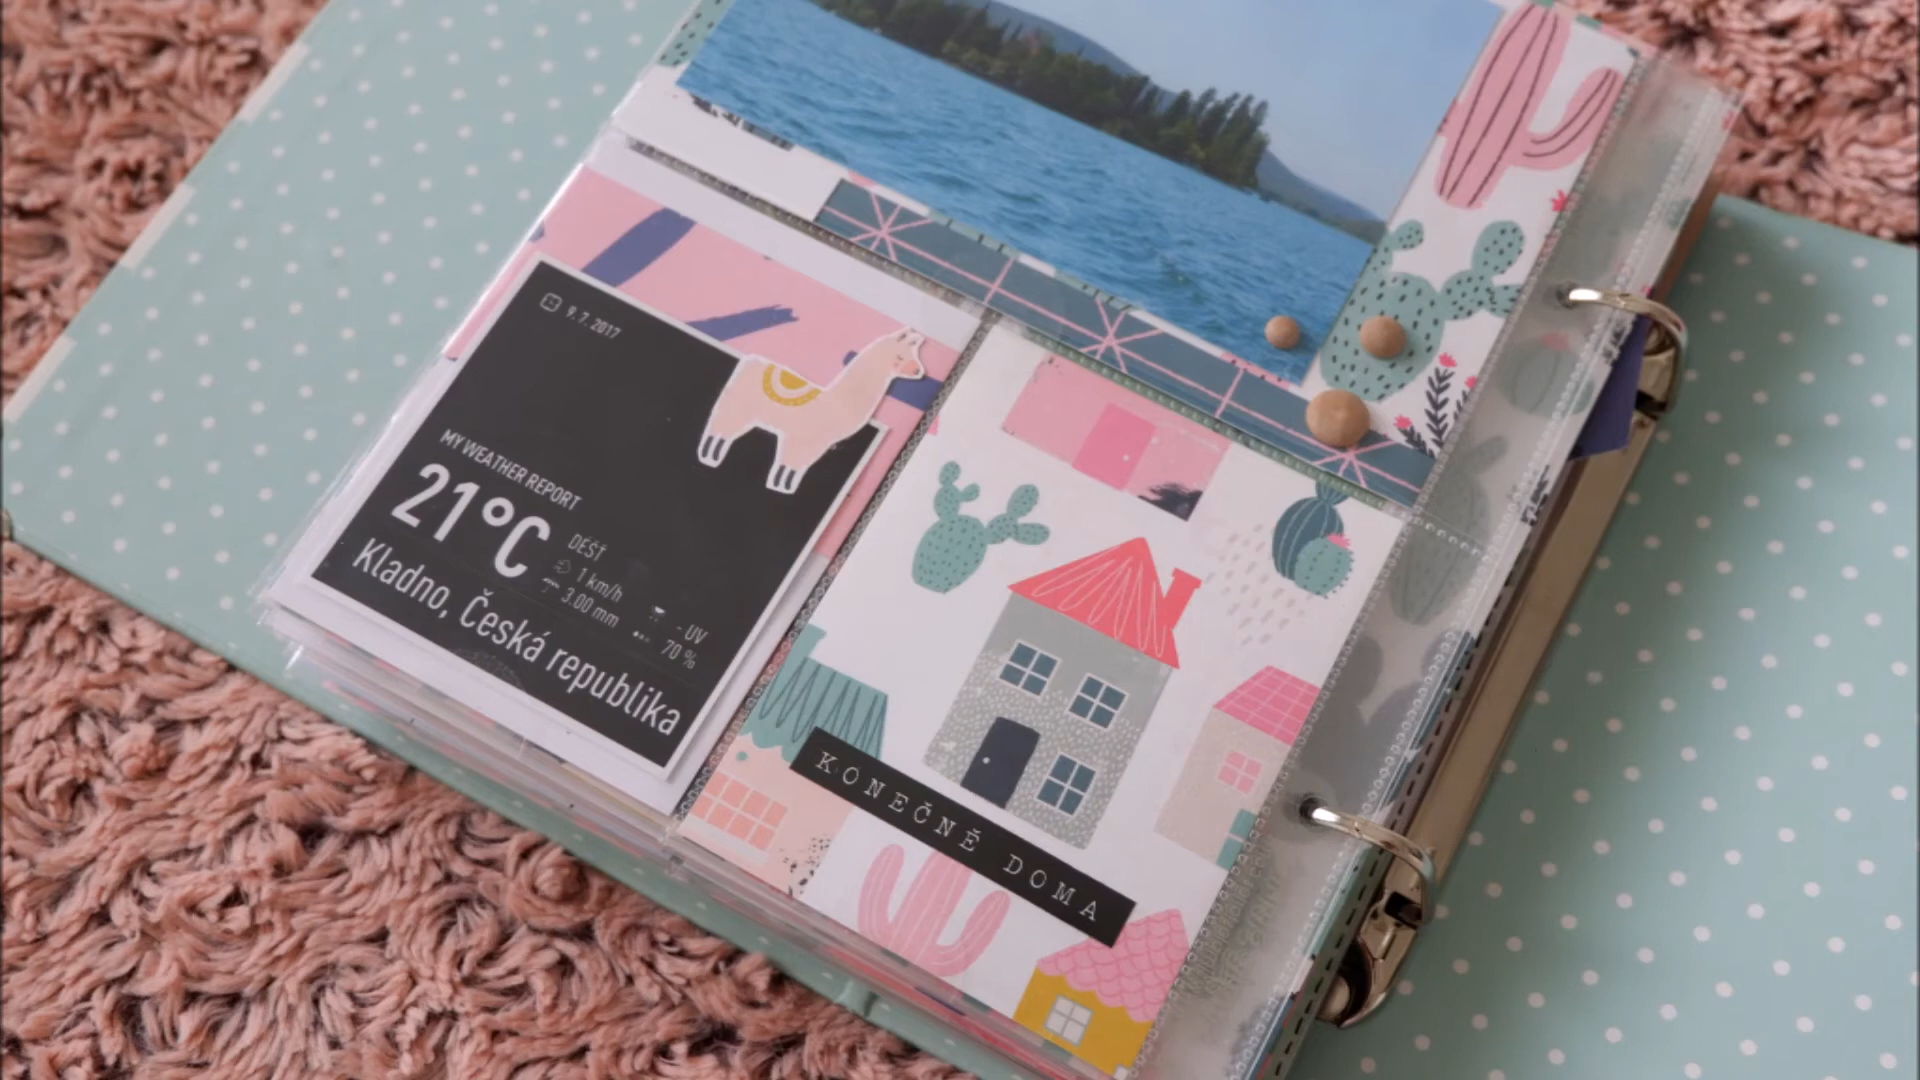 9. 7. 2017
MY WEATHER REPORT
21°C
DÉŠŤ
1 km/h
3.00 mm
- UV
70 %
Kladno, Česká republika
KONEČNĚ DOMA